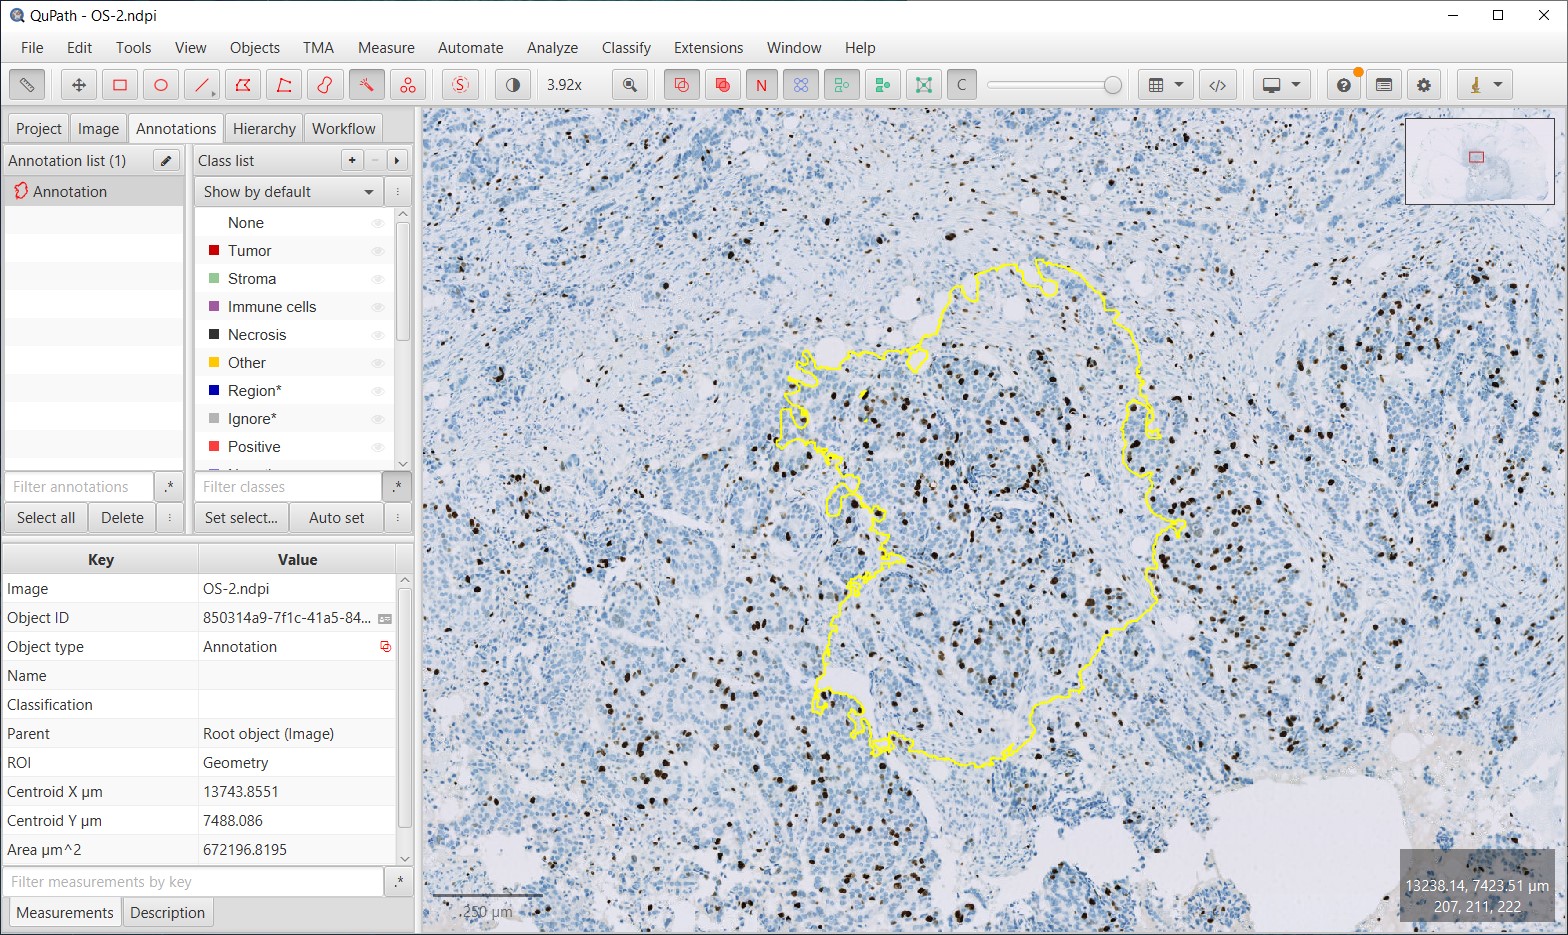 QuPath - OS-2.ndpi
File Edit Tools View Objects TMA Measure Automate Analyze Classify Extensions Window Help
S 3.92x N C </> ?
Project Image Annotations Hierarchy Workflow
Annotation list (1)
Annotation
Filter annotations .*
Select all Delete
Class list + - 
Show by default
None
Tumor
Stroma
Immune cells
Necrosis
Other
Region*
Ignore*
Positive
Filter classes .*
Set select... Auto set
Key Value
Image OS-2.ndpi
Object ID 850314a9-7f1c-41a5-84...
Object type Annotation
Name
Classification
Parent Root object (Image)
ROI Geometry
Centroid X µm 13743.8551
Centroid Y µm 7488.086
Area µm^2 672196.8195
Filter measurements by key .*
Measurements Description
250 µm
13238.14, 7423.51 µm
207, 211, 222